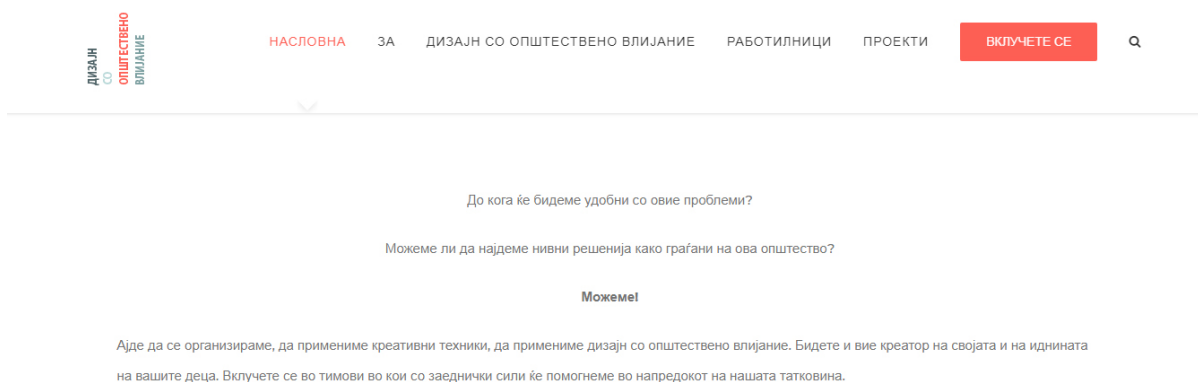 ДИЗАЈН
СО
ОПШТЕСТВЕНО
ВЛИЈАНИЕ
НАСЛОВНА ЗА ДИЗАЈН СО ОПШТЕСТВЕНО ВЛИЈАНИЕ РАБОТИЛНИЦИ ПРОЕКТИ ВКЛУЧЕТЕ СЕ
До кога ќе бидеме удобни со овие проблеми?
Можеме ли да најдеме нивни решенија како граѓани на ова општество?
Можеме!
Ајде да се организираме, да примениме креативни техники, да примениме дизајн со општествено влијание. Бидете и вие креатор на својата и на иднината
на вашите деца. Вклучете се во тимови во кои со заеднички сили ќе помогнеме во напредокот на нашата татковина.